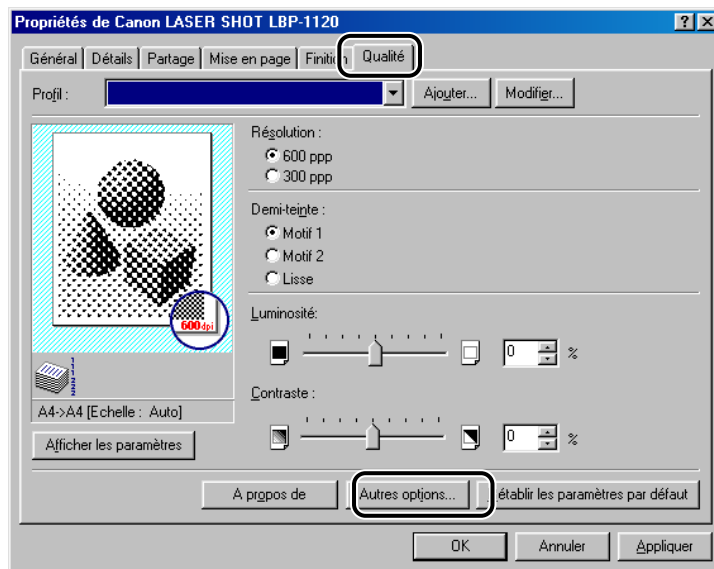 Propriétés de Canon LASER SHOT LBP-1120
Général Détails Partage Mise en page Finition Qualité
Profil : Ajouter... Modifier...
Résolution :
600 ppp
300 ppp
Demi-teinte :
Motif 1
Motif 2
Lisse
600dpi
Luminosité:
0 %
A4->A4 [Echelle : Auto]
Contraste :
0 %
Afficher les paramètres
A propos de Autres options... établir les paramètres par défaut
OK Annuler Appliquer